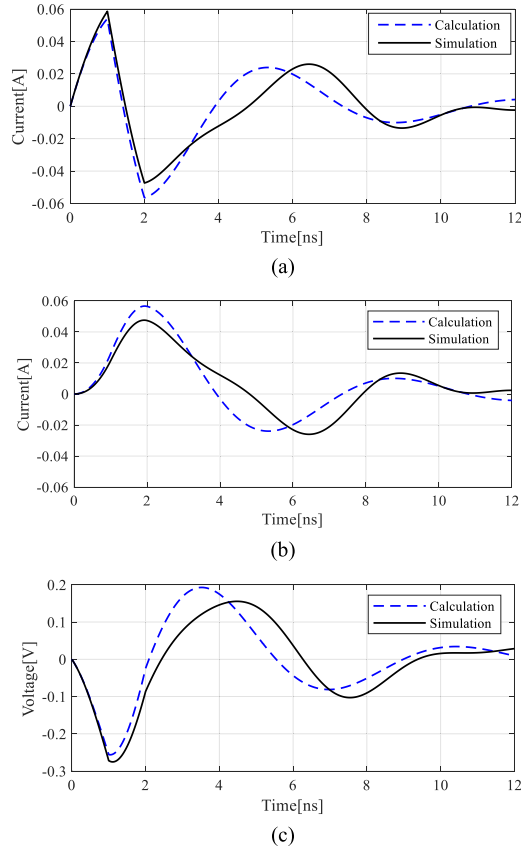 0.06
0.04
0.02
0
-0.02
-0.04
-0.06
Current[A]
Calculation
Simulation
0 2 4 6 8 10 12
Time[ns]
(a)
0.06
0.04
0.02
0
-0.02
-0.04
-0.06
Current[A]
Calculation
Simulation
0 2 4 6 8 10 12
Time[ns]
(b)
0.2
0.1
0
-0.1
-0.2
-0.3
Voltage[V]
Calculation
Simulation
0 2 4 6 8 10 12
Time[ns]
(c)